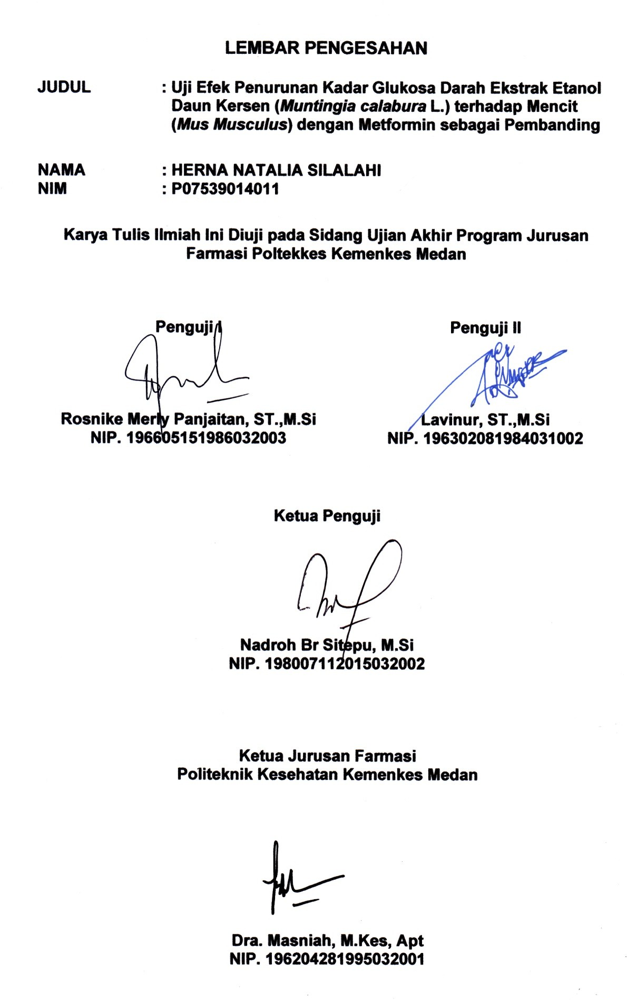 LEMBAR PENGESAHAN
JUDUL : Uji Efek Penurunan Kadar Glukosa Darah Ekstrak Etanol
Daun Kersen (Muntingia calabura L.) terhadap Mencit
(Mus Musculus) dengan Metformin sebagai Pembanding
NAMA : HERNA NATALIA SILALAHI
NIM : P07539014011
Karya Tulis Ilmiah Ini Diuji pada Sidang Ujian Akhir Program Jurusan
Farmasi Poltekkes Kemenkes Medan
Penguji I
Penguji II
Rosnike Merly Panjaitan, ST.,M.Si
NIP. 196605151986032003
Lavinur, ST.,M.Si
NIP. 196302081984031002
Ketua Penguji
Nadroh Br Sitepu, M.Si
NIP. 198007112015032002
Ketua Jurusan Farmasi
Politeknik Kesehatan Kemenkes Medan
Dra. Masniah, M.Kes, Apt
NIP. 196204281995032001